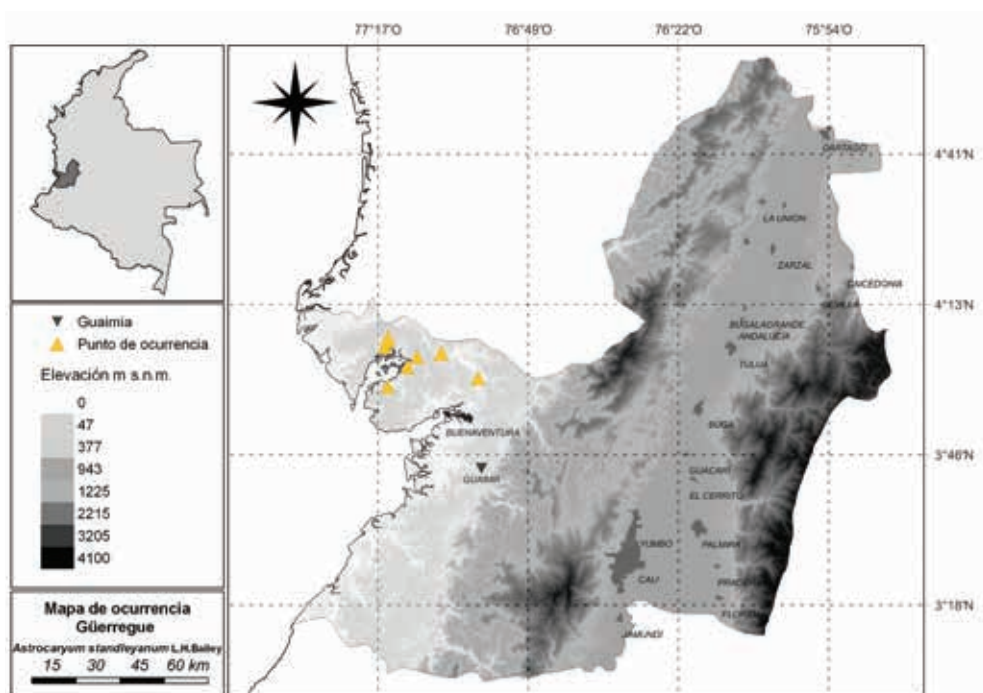 77°17'O 76°49'O 76°22'O 75°54'O
4°41
4°13
3°46
3°18
CARTAGO
LA UNION
ZARZAL
CAICEDONIA
SEVILLA
BUGALAGRANDE
ANDALUCIA
TULUA
BUGA
BUENAVENTURA
GUACARI
EL CERRITO
YUMBO
PALMIRA
CALI
JAMUNDI
Guaimia
Punto de ocurrencia
Elevación m s.n.m.
0
47
377
943
1225
2215
3205
4100
Mapa de ocurrencia
Güerregue
Astrocaryum standleyanum L.H.Bailey
15 30 45 60 km